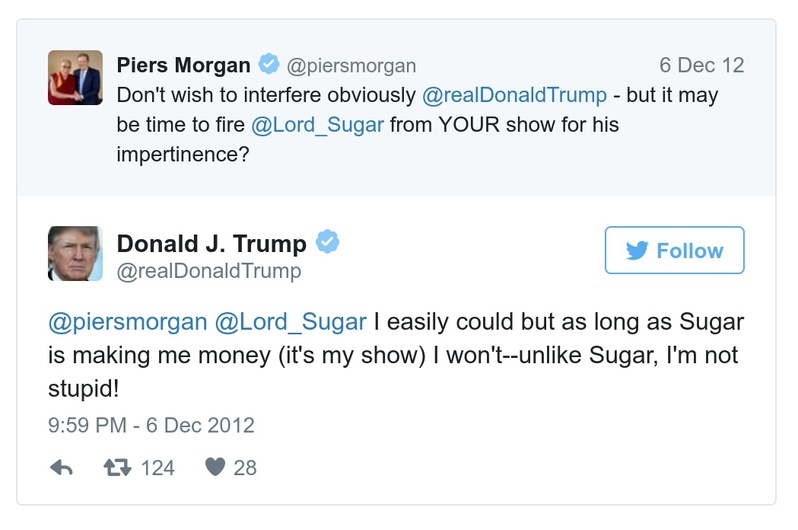 Piers Morgan @piersmorgan 6 Dec 12
Don't wish to interfere obviously @realDonaldTrump - but it may
be time to fire @Lord_Sugar from YOUR show for his
impertinence?
Donald J. Trump
@realDonaldTrump
Follow
@piersmorgan @Lord_Sugar I easily could but as long as Sugar
is making me money (it's my show) I won't--unlike Sugar, I'm not
stupid!
9:59 PM - 6 Dec 2012
124 28